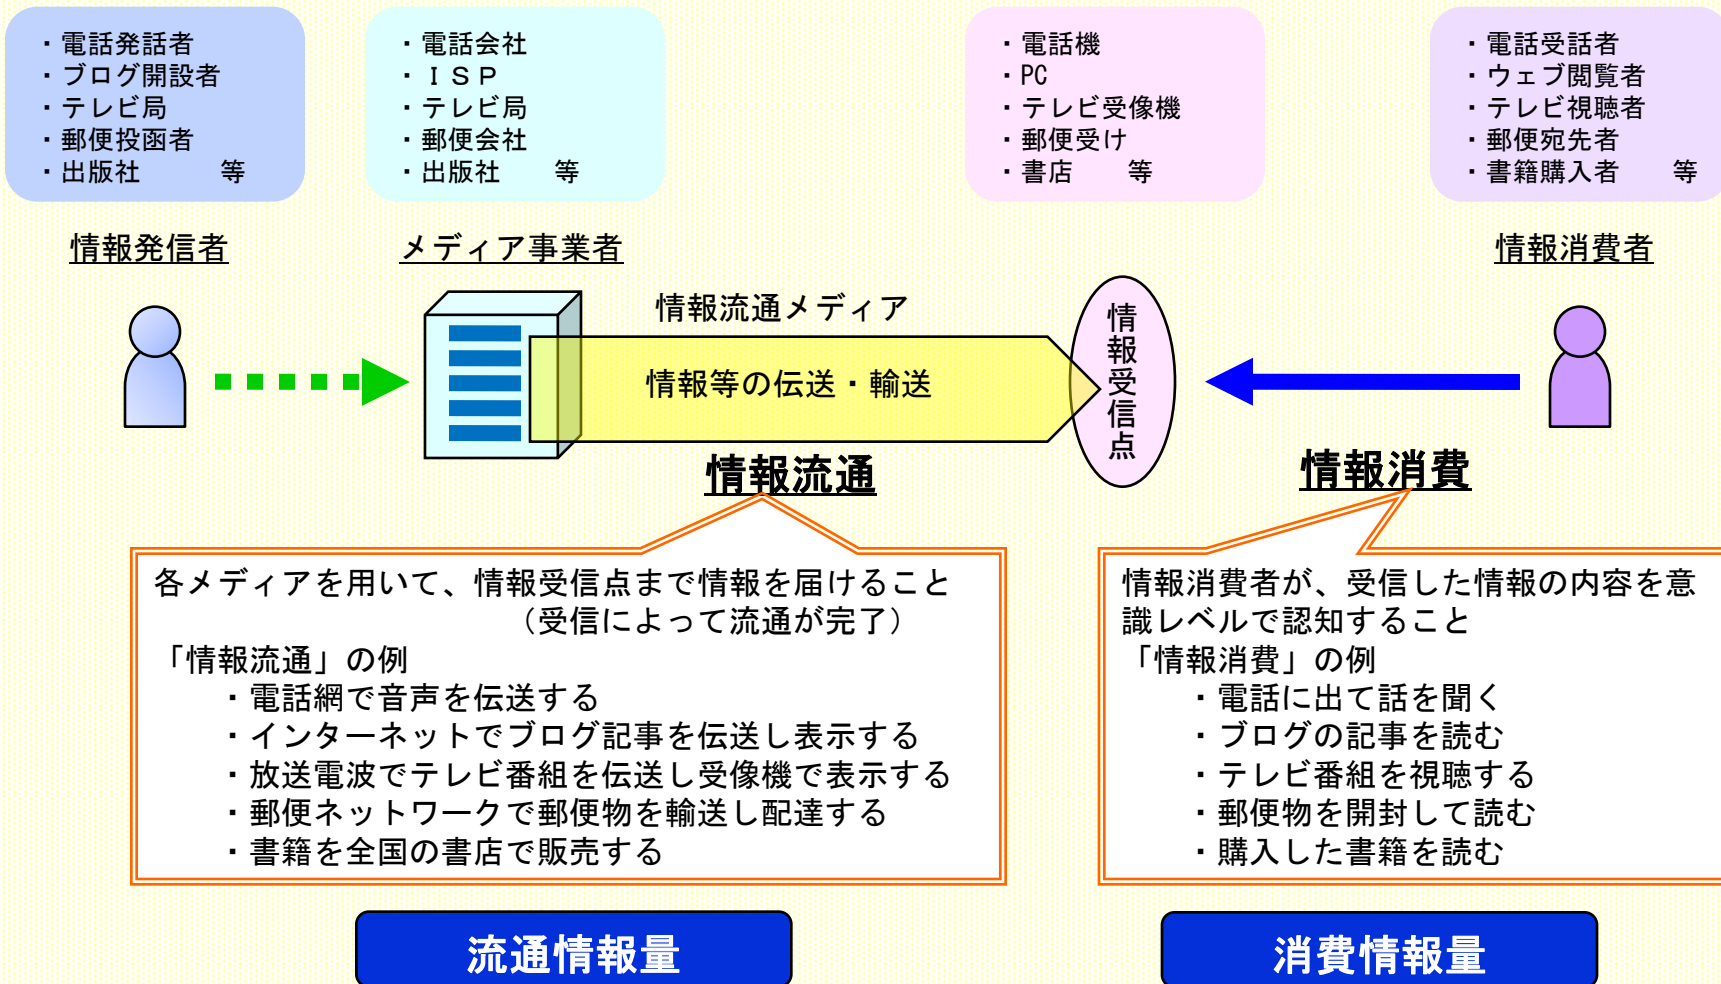 ・電話発話者
・ブログ開設者
・テレビ局
・郵便投函者
・出版社　　等
・電話会社
・ＩＳＰ
・テレビ局
・郵便会社
・出版社　等
・電話機
・PC
・テレビ受像機
・郵便受け
・書店　等
・電話受話者
・ウェブ閲覧者
・テレビ視聴者
・郵便宛先者
・書籍購入者　等
情報発信者
メディア事業者
情報消費者
情報流通メディア
情報等の伝送・輸送
情報受信点
情報流通
情報消費
各メディアを用いて、情報受信点まで情報を届けること
（受信によって流通が完了）
「情報流通」の例
・電話網で音声を伝送する
・インターネットでブログ記事を伝送し表示する
・放送電波でテレビ番組を伝送し受像機で表示する
・郵便ネットワークで郵便物を輸送し配達する
・書籍を全国の書店で販売する
情報消費者が、受信した情報の内容を意
識レベルで認知すること
「情報消費」の例
・電話に出て話を聞く
・ブログの記事を読む
・テレビ番組を視聴する
・郵便物を開封して読む
・購入した書籍を読む
流通情報量
消費情報量